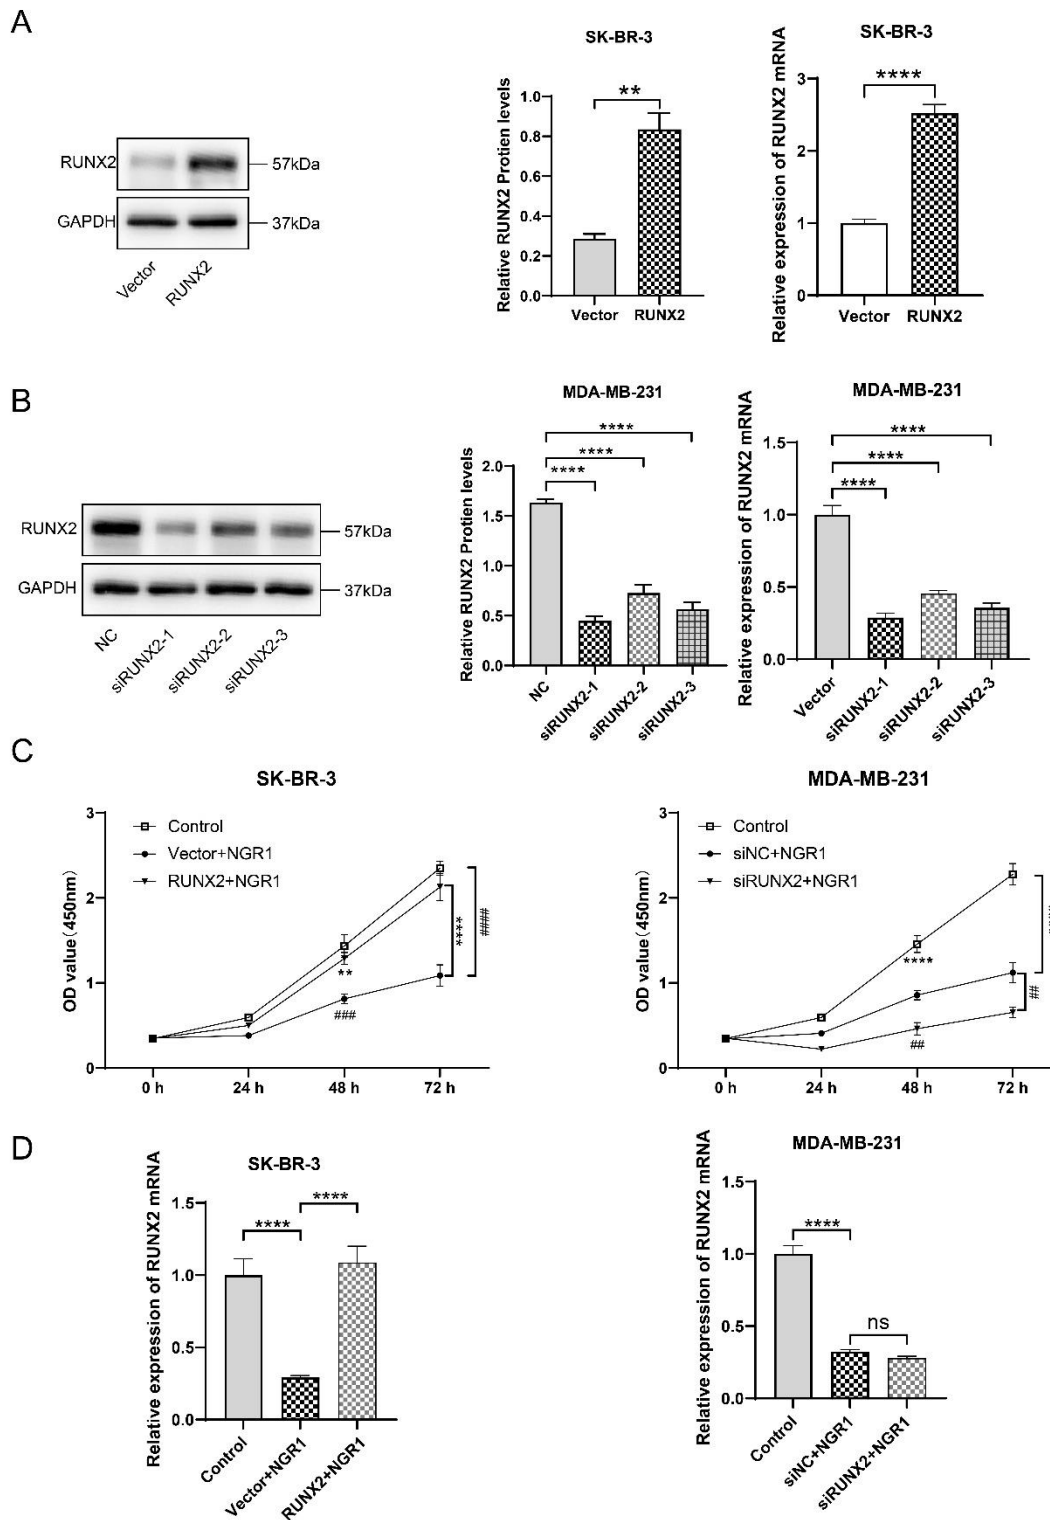 A
SK-BR-3
SK-BR-3
RUNX2
57kDa
GAPDH
37kDa
Vector
RUNX2
Relative RUNX2 Protien levels
1.0
0.8
0.6
0.4
0.2
0.0
**
Vector
RUNX2
Relative expression of RUNX2 mRNA
3
2
1
0
****
Vector
RUNX2
B
MDA-MB-231
MDA-MB-231
RUNX2
57kDa
GAPDH
37kDa
NC
siRUNX2-1
siRUNX2-2
siRUNX2-3
Relative RUNX2 Protien levels
2.0
1.5
1.0
0.5
0.0
****
****
****
NC
siRUNX2-1
siRUNX2-2
siRUNX2-3
Relative expression of RUNX2 mRNA
1.5
1.0
0.5
0.0
****
****
****
Vector
siRUNX2-1
siRUNX2-2
siRUNX2-3
C
SK-BR-3
OD value（450nm）
3
2
1
0
Control
Vector+NGR1
RUNX2+NGR1
**
###
****
####
0 h
24 h
48 h
72 h
MDA-MB-231
OD value（450nm）
3
2
1
0
Control
siNC+NGR1
siRUNX2+NGR1
****
##
##
0 h
24 h
48 h
72 h
D
SK-BR-3
Relative expression of RUNX2 mRNA
1.5
1.0
0.5
0.0
****
****
Control
Vector+NGR1
RUNX2+NGR1
MDA-MB-231
Relative expression of RUNX2 mRNA
1.5
1.0
0.5
0.0
****
ns
Control
siNC+NGR1
siRUNX2+NGR1